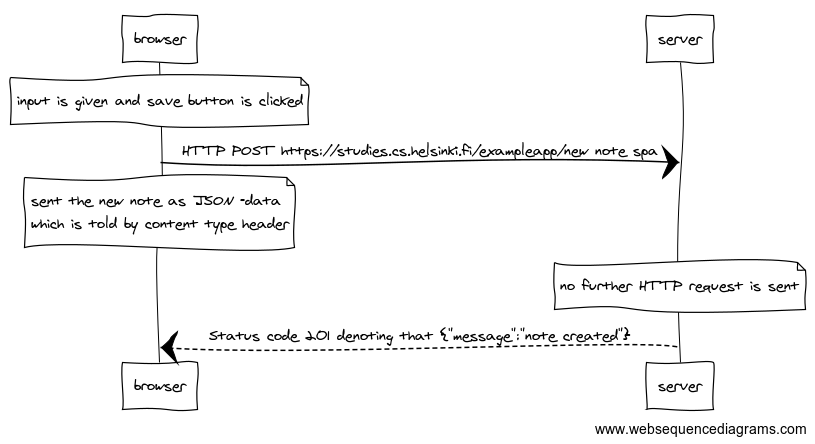 browser
server
input is given and save button is clicked
HTTP POST https://studies.cs.helsinki.fi/exampleapp/new note spa
sent the new note as JSON -data
which is told by content type header
no further HTTP request is sent
Status code 201 denoting that {"message":"note created"}
browser
server
www.websequencediagrams.com